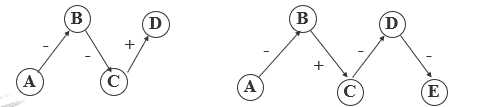 B D
- - +
A C
B D
- + - -
A C E